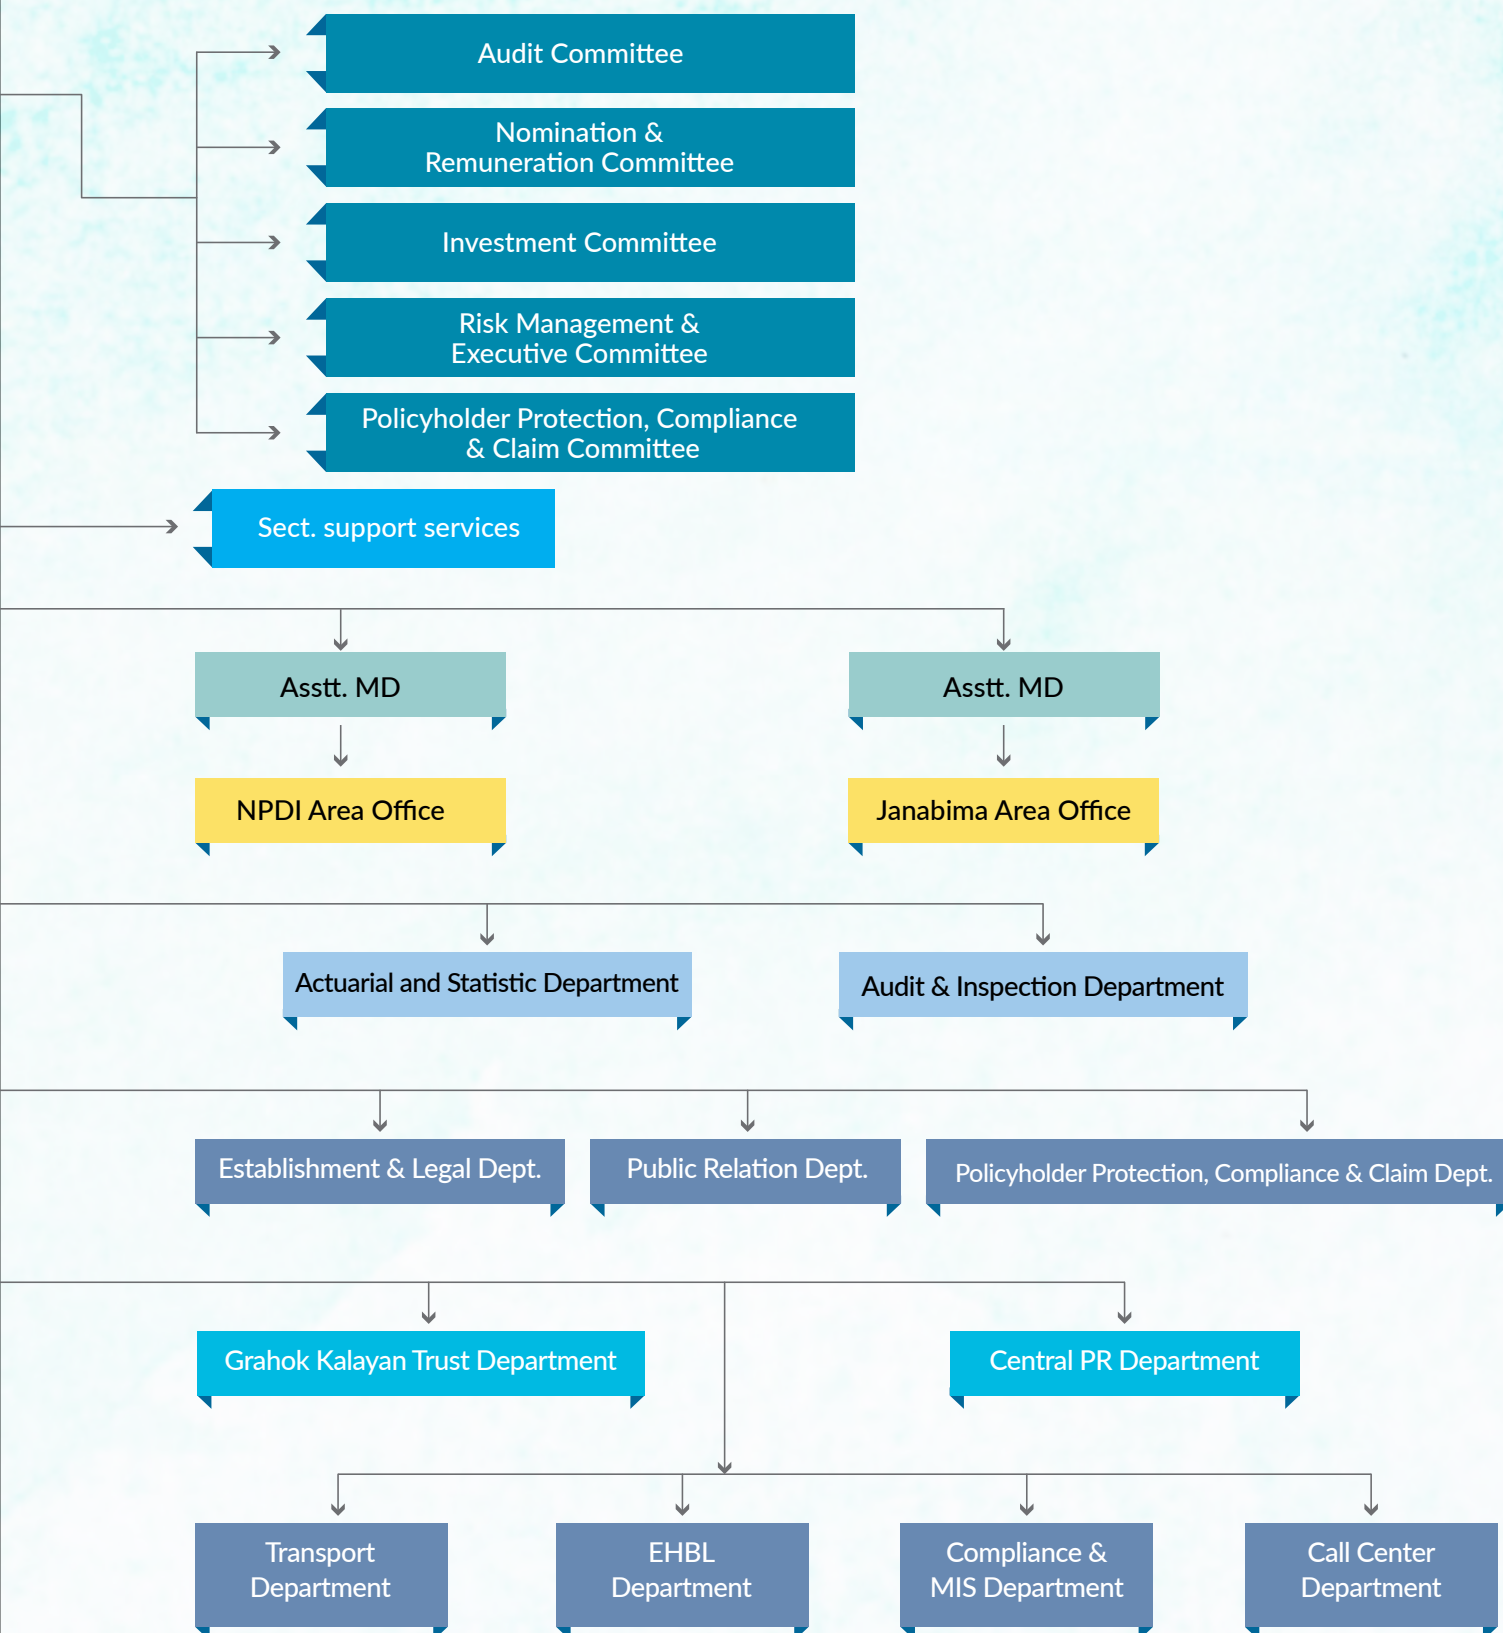 Audit Committee
Nomination &
Remuneration Committee
Investment Committee
Risk Management &
Executive Committee
Policyholder Protection, Compliance
& Claim Committee
Sect. support services
Asstt. MD
Asstt. MD
NPDI Area Office
Janabima Area Office
Actuarial and Statistic Department
Audit & Inspection Department
Establishment & Legal Dept.
Public Relation Dept.
Policyholder Protection, Compliance & Claim Dept.
Grahok Kalayan Trust Department
Central PR Department
Transport
Department
EHBL
Department
Compliance &
MIS Department
Call Center
Department